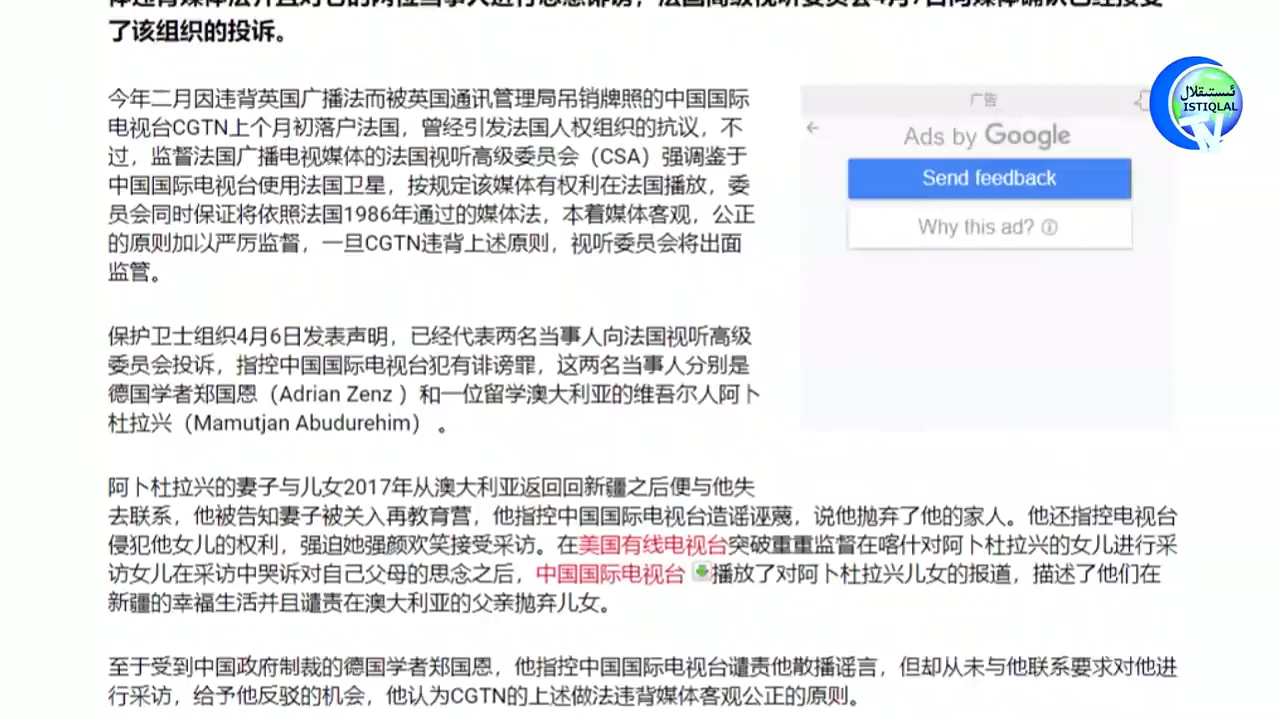 了该组织的投诉。
今年二月因违背英国广播法而被英国通讯管理局吊销牌照的中国国际
电视台CGTN上个月初落户法国，曾经引发法国人权组织的抗议，不
过，监督法国广播电视媒体的法国视听高级委员会（CSA）强调鉴于
中国国际电视台使用法国卫星，按规定该媒体有权利在法国播放，委
员会同时保证将依照法国1986年通过的媒体法，本着媒体客观，公正
的原则加以严厉监督，一旦CGTN违背上述原则，视听委员会将出面
监管。
保护卫士组织4月6日发表声明，已经代表两名当事人向法国视听高级
委员会投诉，指控中国国际电视台犯有诽谤罪，这两名当事人分别是
德国学者郑国恩（Adrian Zenz ）和一位留学澳大利亚的维吾尔人阿卜
杜拉兴（Mamutjan Abudurehim） 。
阿卜杜拉兴的妻子与儿女2017年从澳大利亚返回回新疆之后便与他失
去联系，他被告知妻子被关入再教育营，他指控中国国际电视台造谣诬蔑，说他抛弃了他的家人。他还指控电视台
侵犯他女儿的权利，强迫她强颜欢笑接受采访。在美国有线电视台突破重重监督在喀什对阿卜杜拉兴的女儿进行采
访女儿在采访中哭诉对自己父母的思念之后，中国国际电视台播放了对阿卜杜拉兴儿女的报道，描述了他们在
新疆的幸福生活并且谴责在澳大利亚的父亲抛弃儿女。
至于受到中国政府制裁的德国学者郑国恩，他指控中国国际电视台谴责他散播谣言，但却从未与他联系要求对他进
行采访，给予他反驳的机会，他认为CGTN的上述做法违背媒体客观公正的原则。
广告
Ads by Google
Send feedback
Why this ad?
ئىستىقلال
ISTIQLAL
TV